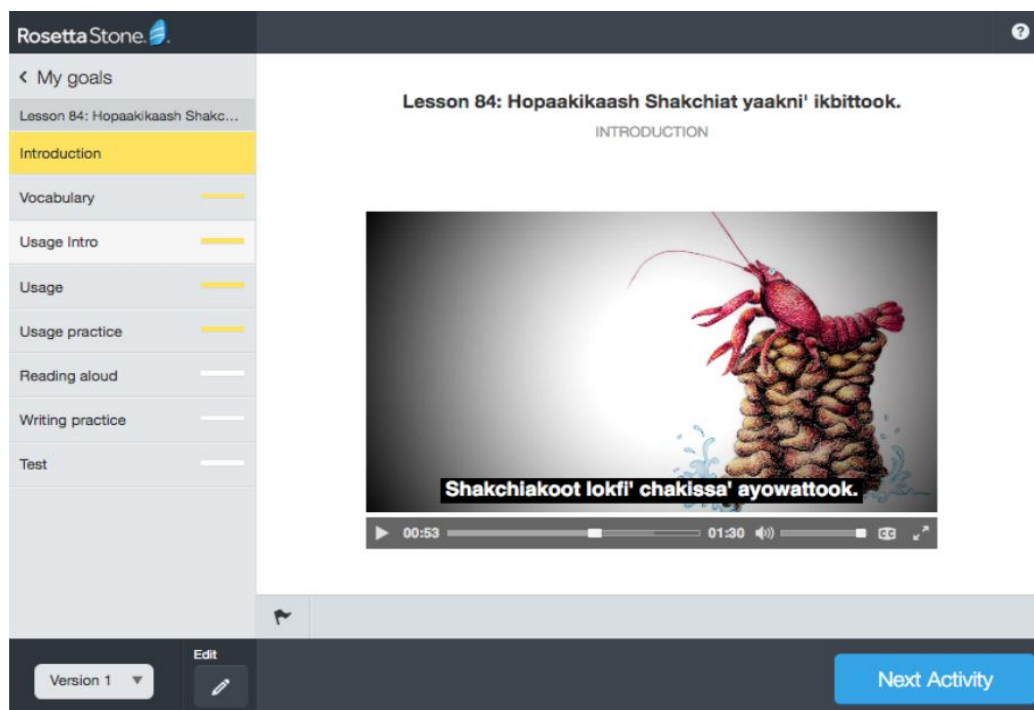 RosettaStone.
?
< My goals
Lesson 84: Hopaakikaash Shakc...
Introduction
Vocabulary
Usage Intro
Usage
Usage practice
Reading aloud
Writing practice
Test
Lesson 84: Hopaakikaash Shakchiat yaakni' ikbittook.
INTRODUCTION
Shakchiakoot lokfi' chakissa' ayowattook.
00:53
01:30
CC
Version 1
Edit
Next Activity